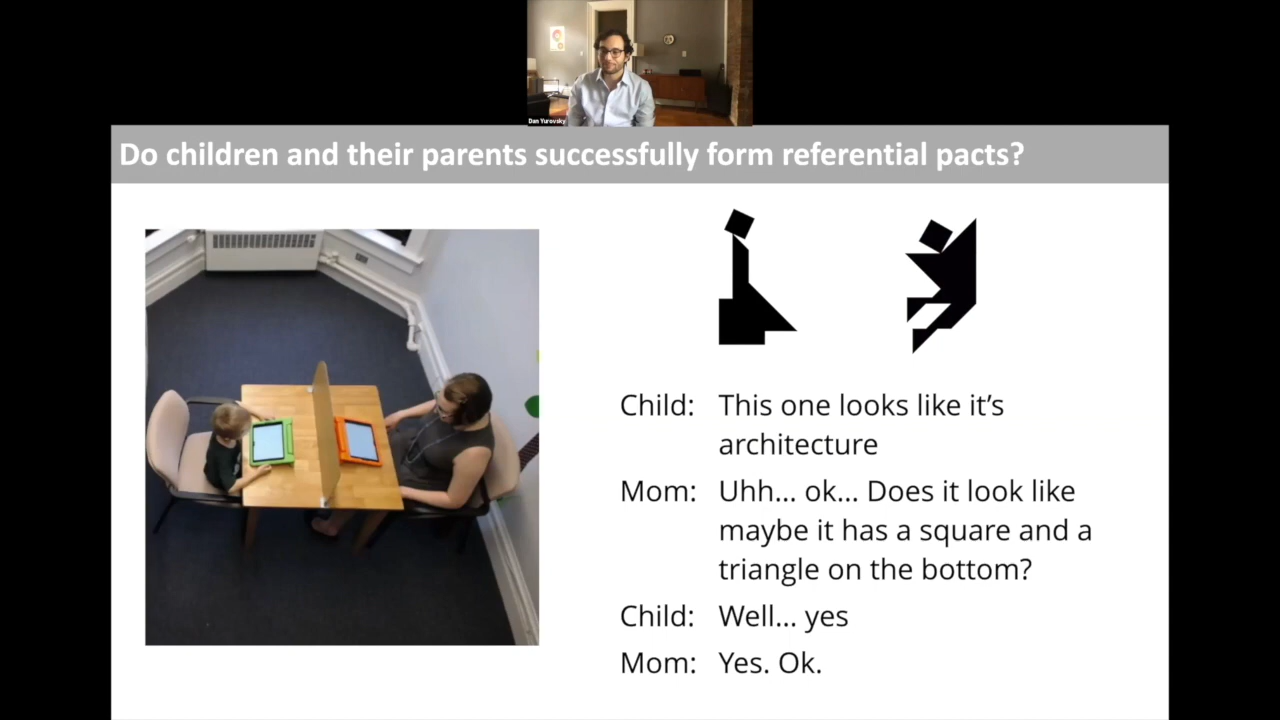 Dan Yurovsky
Do children and their parents successfully form referential pacts?
Child: This one looks like it’s
architecture
Mom: Uhh... ok... Does it look like
maybe it has a square and a
triangle on the bottom?
Child: Well... yes
Mom: Yes. Ok.